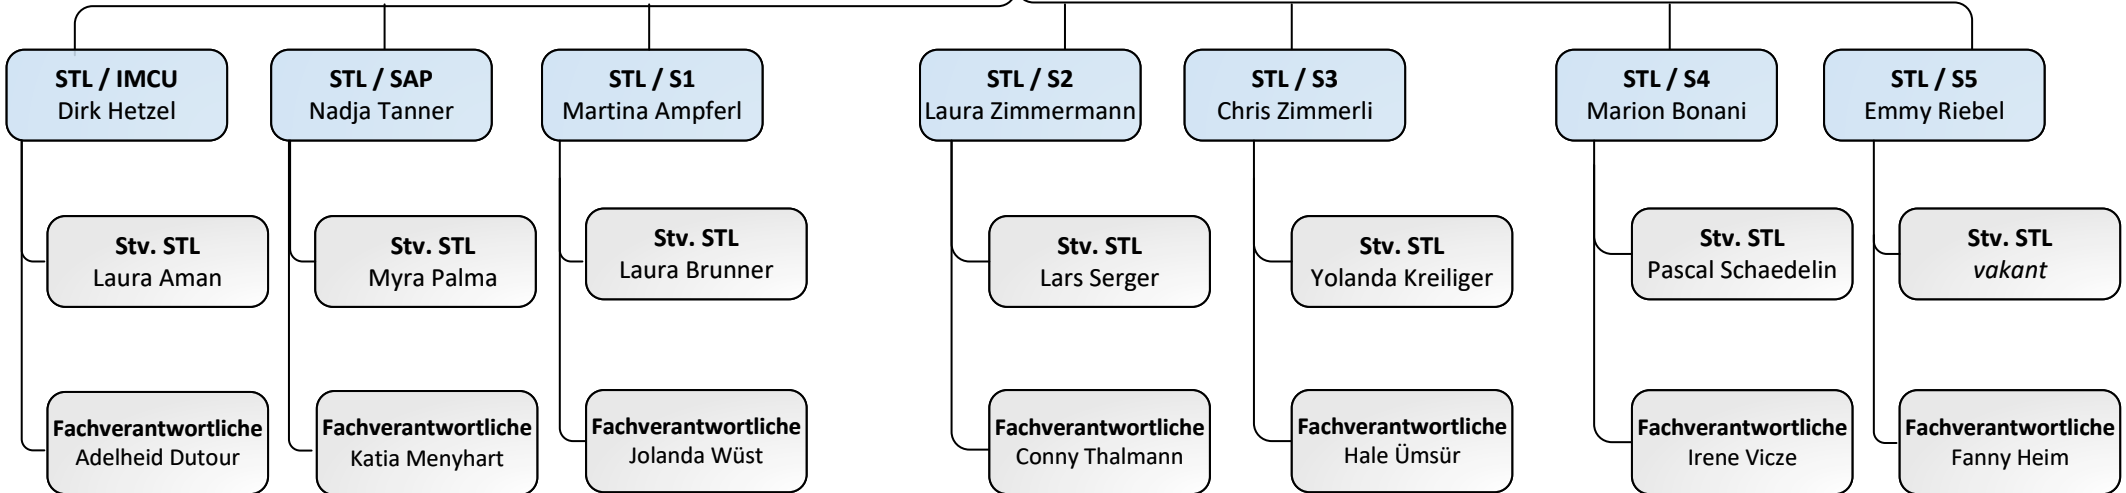 STL / IMCU
Dirk Hetzel
STL / SAP
Nadja Tanner
STL / S1
Martina Ampferl
STL / S2
Laura Zimmermann
STL / S3
Chris Zimmerli
STL / S4
Marion Bonani
STL / S5
Emmy Riebel
Stv. STL
Laura Aman
Stv. STL
Myra Palma
Stv. STL
Laura Brunner
Stv. STL
Lars Serger
Stv. STL
Yolanda Kreiliger
Stv. STL
Pascal Schaedelin
Stv. STL
vakant
Fachverantwortliche
Adelheid Dutour
Fachverantwortliche
Katia Menyhart
Fachverantwortliche
Jolanda Wüst
Fachverantwortliche
Conny Thalmann
Fachverantwortliche
Hale Ümsür
Fachverantwortliche
Irene Vicze
Fachverantwortliche
Fanny Heim